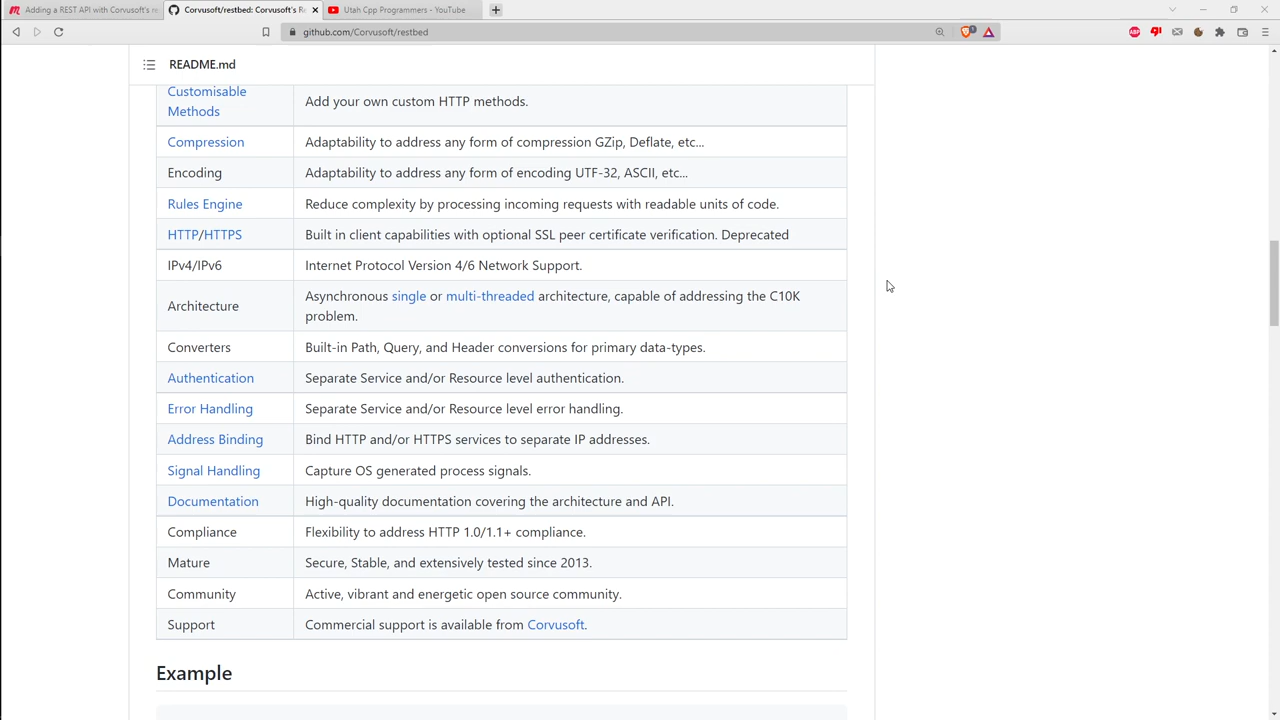 Adding a REST API with Corvusoft's re
Corvusoft/restbed: Corvusoft's Re
Utah Cpp Programmers - YouTube
github.com/Corvusoft/restbed
README.md
Customisable Methods
Add your own custom HTTP methods.
Compression
Adaptability to address any form of compression GZip, Deflate, etc...
Encoding
Adaptability to address any form of encoding UTF-32, ASCII, etc...
Rules Engine
Reduce complexity by processing incoming requests with readable units of code.
HTTP/HTTPS
Built in client capabilities with optional SSL peer certificate verification. Deprecated
IPv4/IPv6
Internet Protocol Version 4/6 Network Support.
Architecture
Asynchronous single or multi-threaded architecture, capable of addressing the C10K
problem.
Converters
Built-in Path, Query, and Header conversions for primary data-types.
Authentication
Separate Service and/or Resource level authentication.
Error Handling
Separate Service and/or Resource level error handling.
Address Binding
Bind HTTP and/or HTTPS services to separate IP addresses.
Signal Handling
Capture OS generated process signals.
Documentation
High-quality documentation covering the architecture and API.
Compliance
Flexibility to address HTTP 1.0/1.1+ compliance.
Mature
Secure, Stable, and extensively tested since 2013.
Community
Active, vibrant and energetic open source community.
Support
Commercial support is available from Corvusoft.
Example